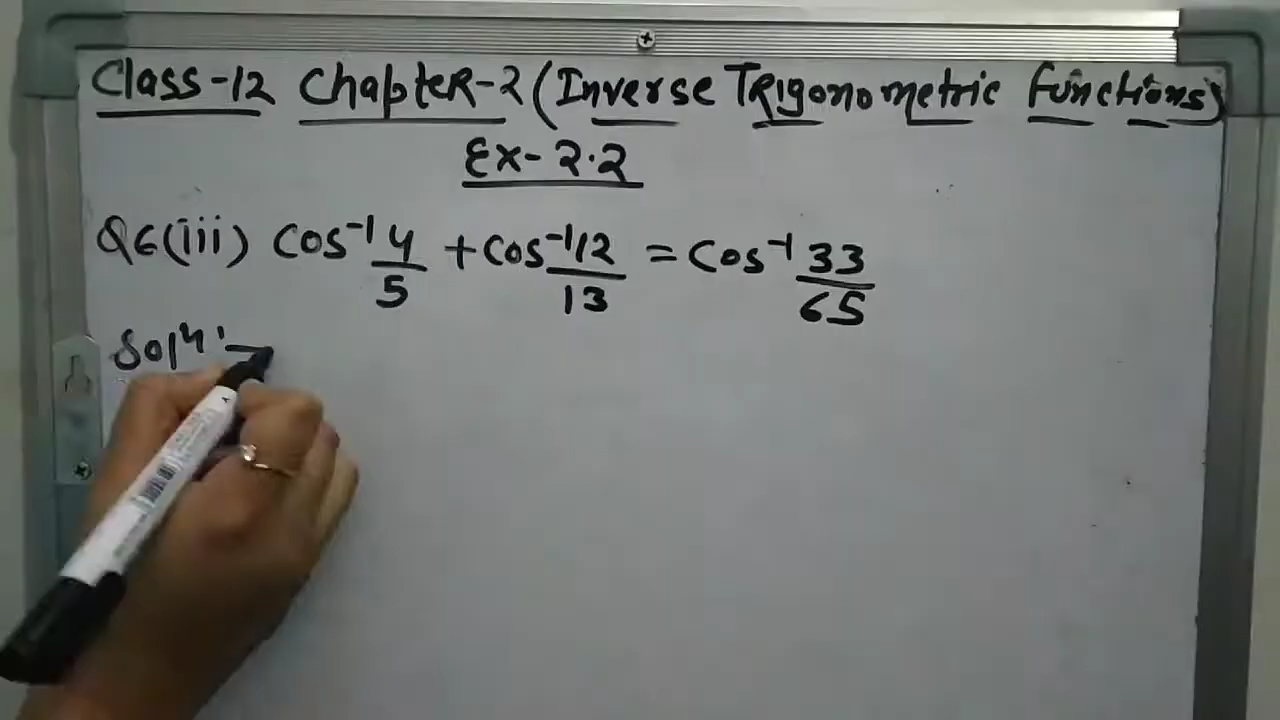 Class-12 Chapter-2 (Inverse Trigonometric Functions)
Ex-2.2
Q6(iii) Cos⁻¹ 4/5 + Cos⁻¹ 12/13 = Cos⁻¹ 33/65
Solⁿ:-